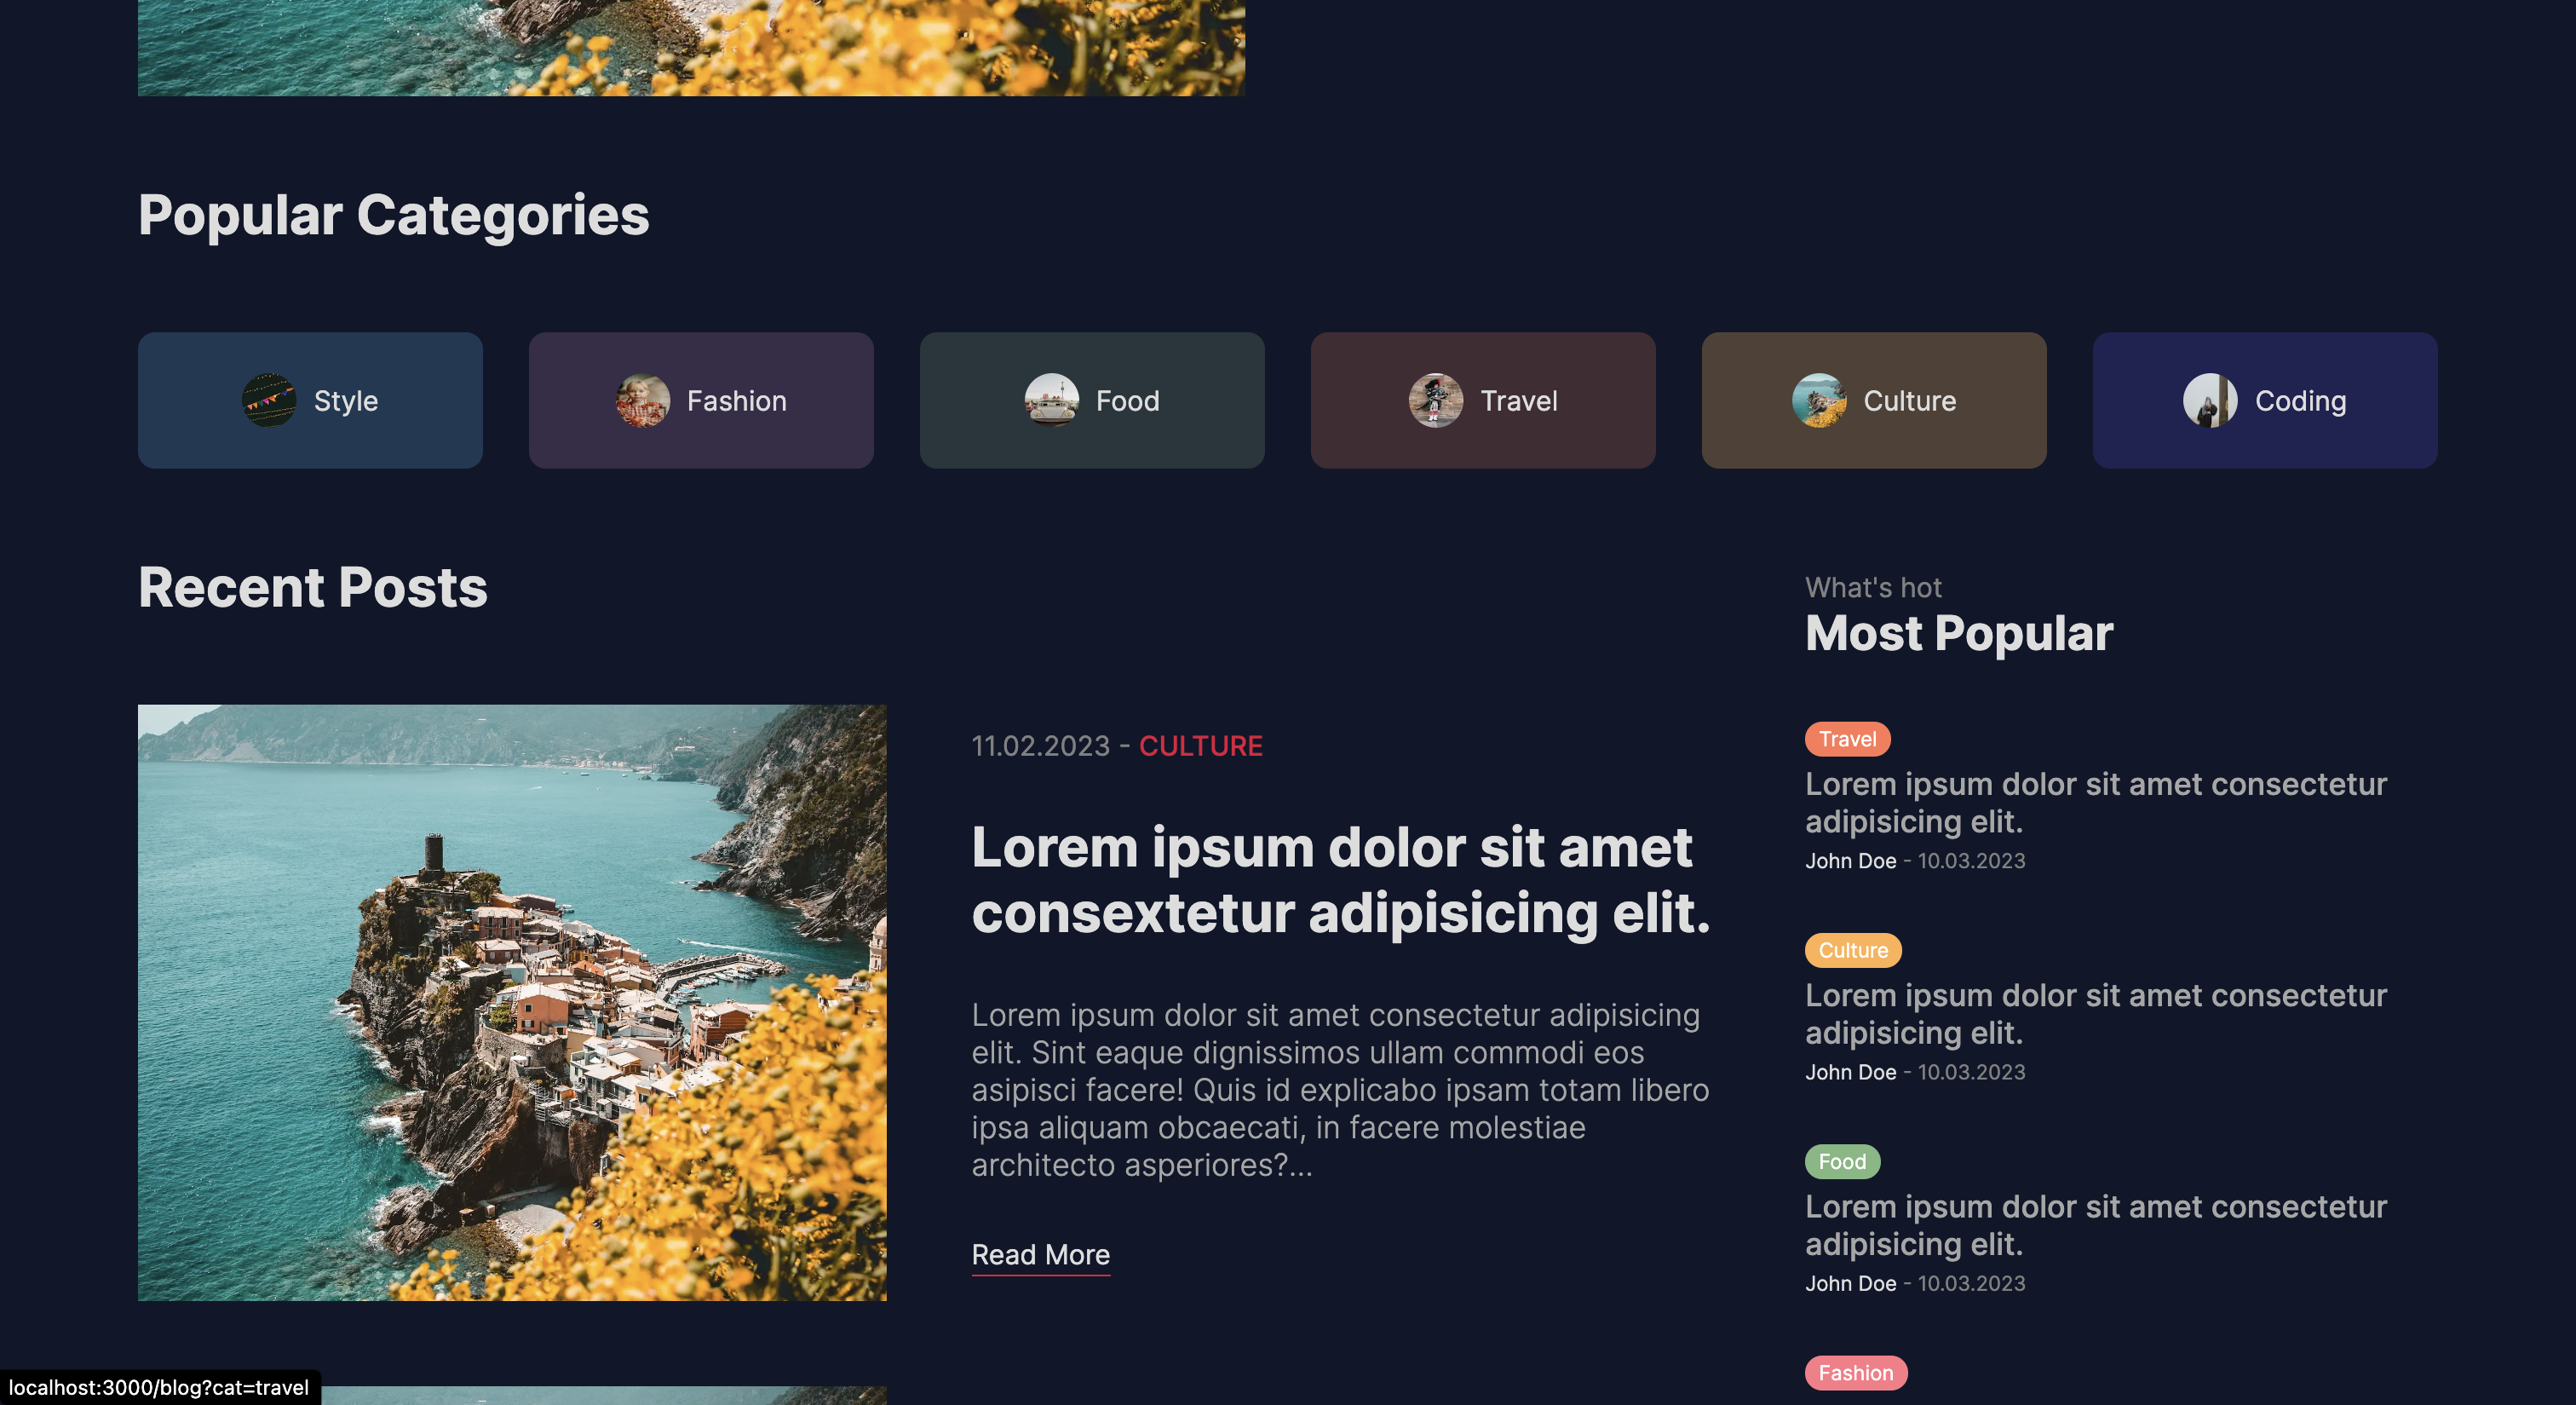 Popular Categories
Style
Fashion
Food
Travel
Culture
Coding
Recent Posts
11.02.2023 - CULTURE
Lorem ipsum dolor sit amet
consextetur adipisicing elit.
Lorem ipsum dolor sit amet consectetur adipisicing
elit. Sint eaque dignissimos ullam commodi eos
asipisci facere! Quis id explicabo ipsam totam libero
ipsa aliquam obcaecati, in facere molestiae
architecto asperiores?...
Read More
What's hot
Most Popular
Travel
Lorem ipsum dolor sit amet consectetur
adipisicing elit.
John Doe - 10.03.2023
Culture
Lorem ipsum dolor sit amet consectetur
adipisicing elit.
John Doe - 10.03.2023
Food
Lorem ipsum dolor sit amet consectetur
adipisicing elit.
John Doe - 10.03.2023
Fashion
localhost:3000/blog?cat=travel